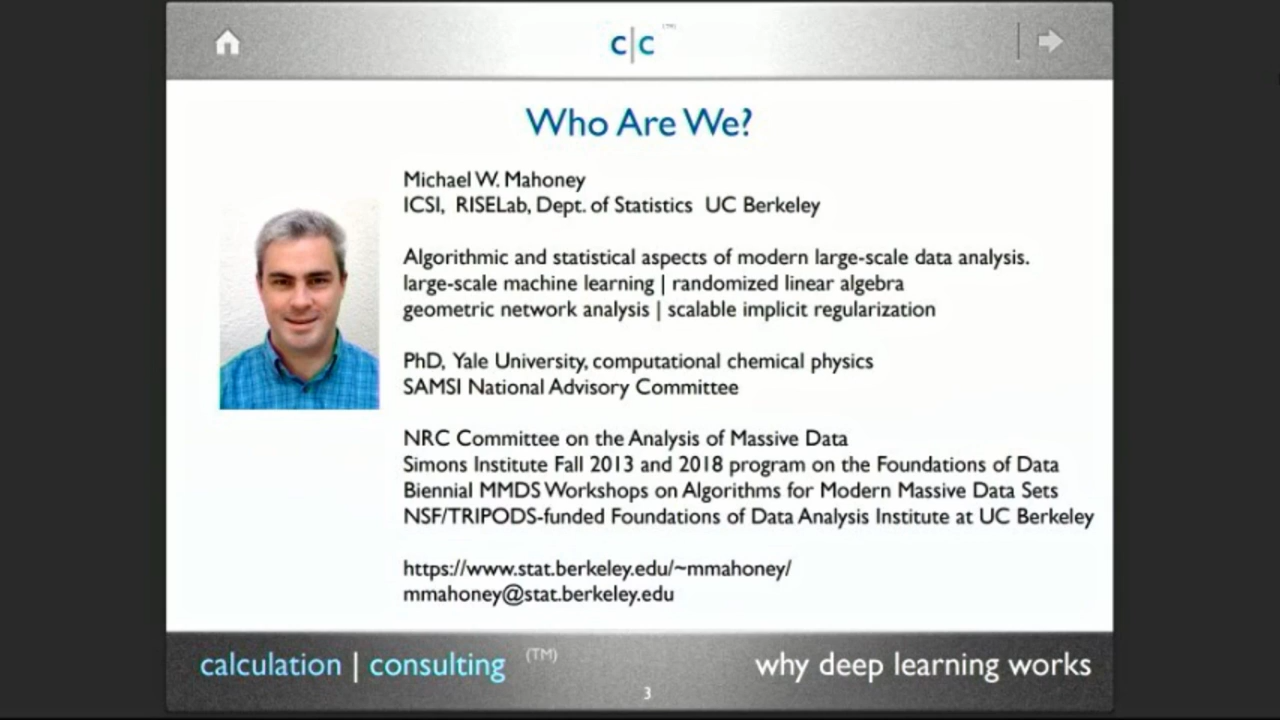 c|c (TM)
Who Are We?
Michael W. Mahoney
ICSI, RISELab, Dept. of Statistics UC Berkeley
Algorithmic and statistical aspects of modern large-scale data analysis.
large-scale machine learning | randomized linear algebra
geometric network analysis | scalable implicit regularization
PhD, Yale University, computational chemical physics
SAMSI National Advisory Committee
NRC Committee on the Analysis of Massive Data
Simons Institute Fall 2013 and 2018 program on the Foundations of Data
Biennial MMDS Workshops on Algorithms for Modern Massive Data Sets
NSF/TRIPODS-funded Foundations of Data Analysis Institute at UC Berkeley
https://www.stat.berkeley.edu/~mmahoney/
mmahoney@stat.berkeley.edu
calculation | consulting (TM)
why deep learning works
3